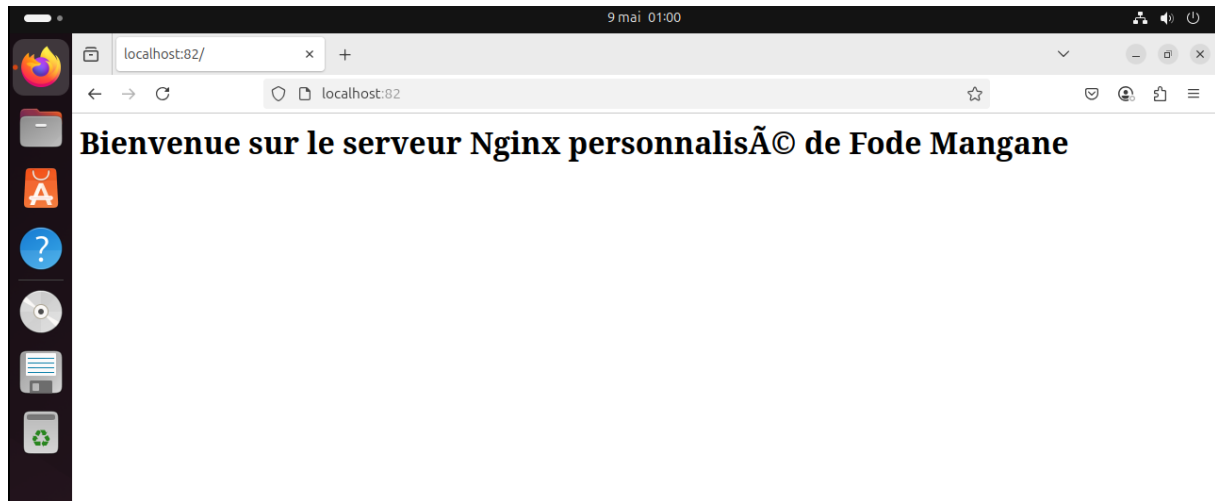 9 mai 01:00
localhost:82/
localhost:82
Bienvenue sur le serveur Nginx personnalisÃ© de Fode Mangane